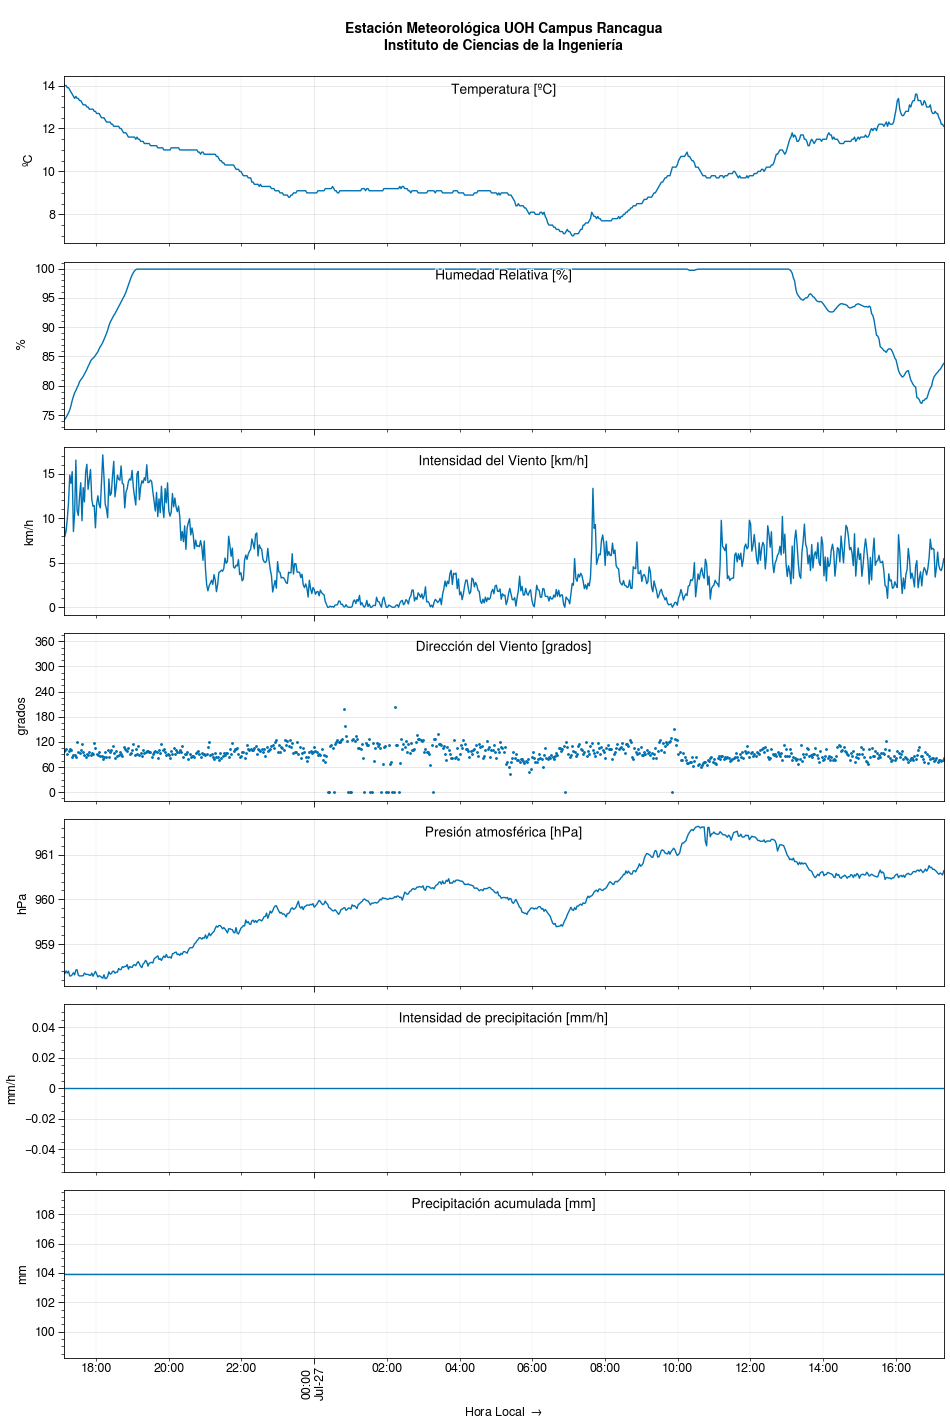 Estación Meteorológica UOH Campus Rancagua
Instituto de Ciencias de la Ingeniería
Temperatura [ºC]
14
12
10
8
ºC
Humedad Relativa [%]
100
95
90
85
80
75
%
Intensidad del Viento [km/h]
15
10
5
0
km/h
Dirección del Viento [grados]
360
300
240
180
120
60
0
grados
Presión atmosférica [hPa]
961
960
959
hPa
Intensidad de precipitación [mm/h]
0.04
0.02
0
−0.02
−0.04
mm/h
Precipitación acumulada [mm]
108
106
104
102
100
mm
18:00 20:00 22:00 00:00 02:00 04:00 06:00 08:00 10:00 12:00 14:00 16:00
Jul-27
Hora Local →